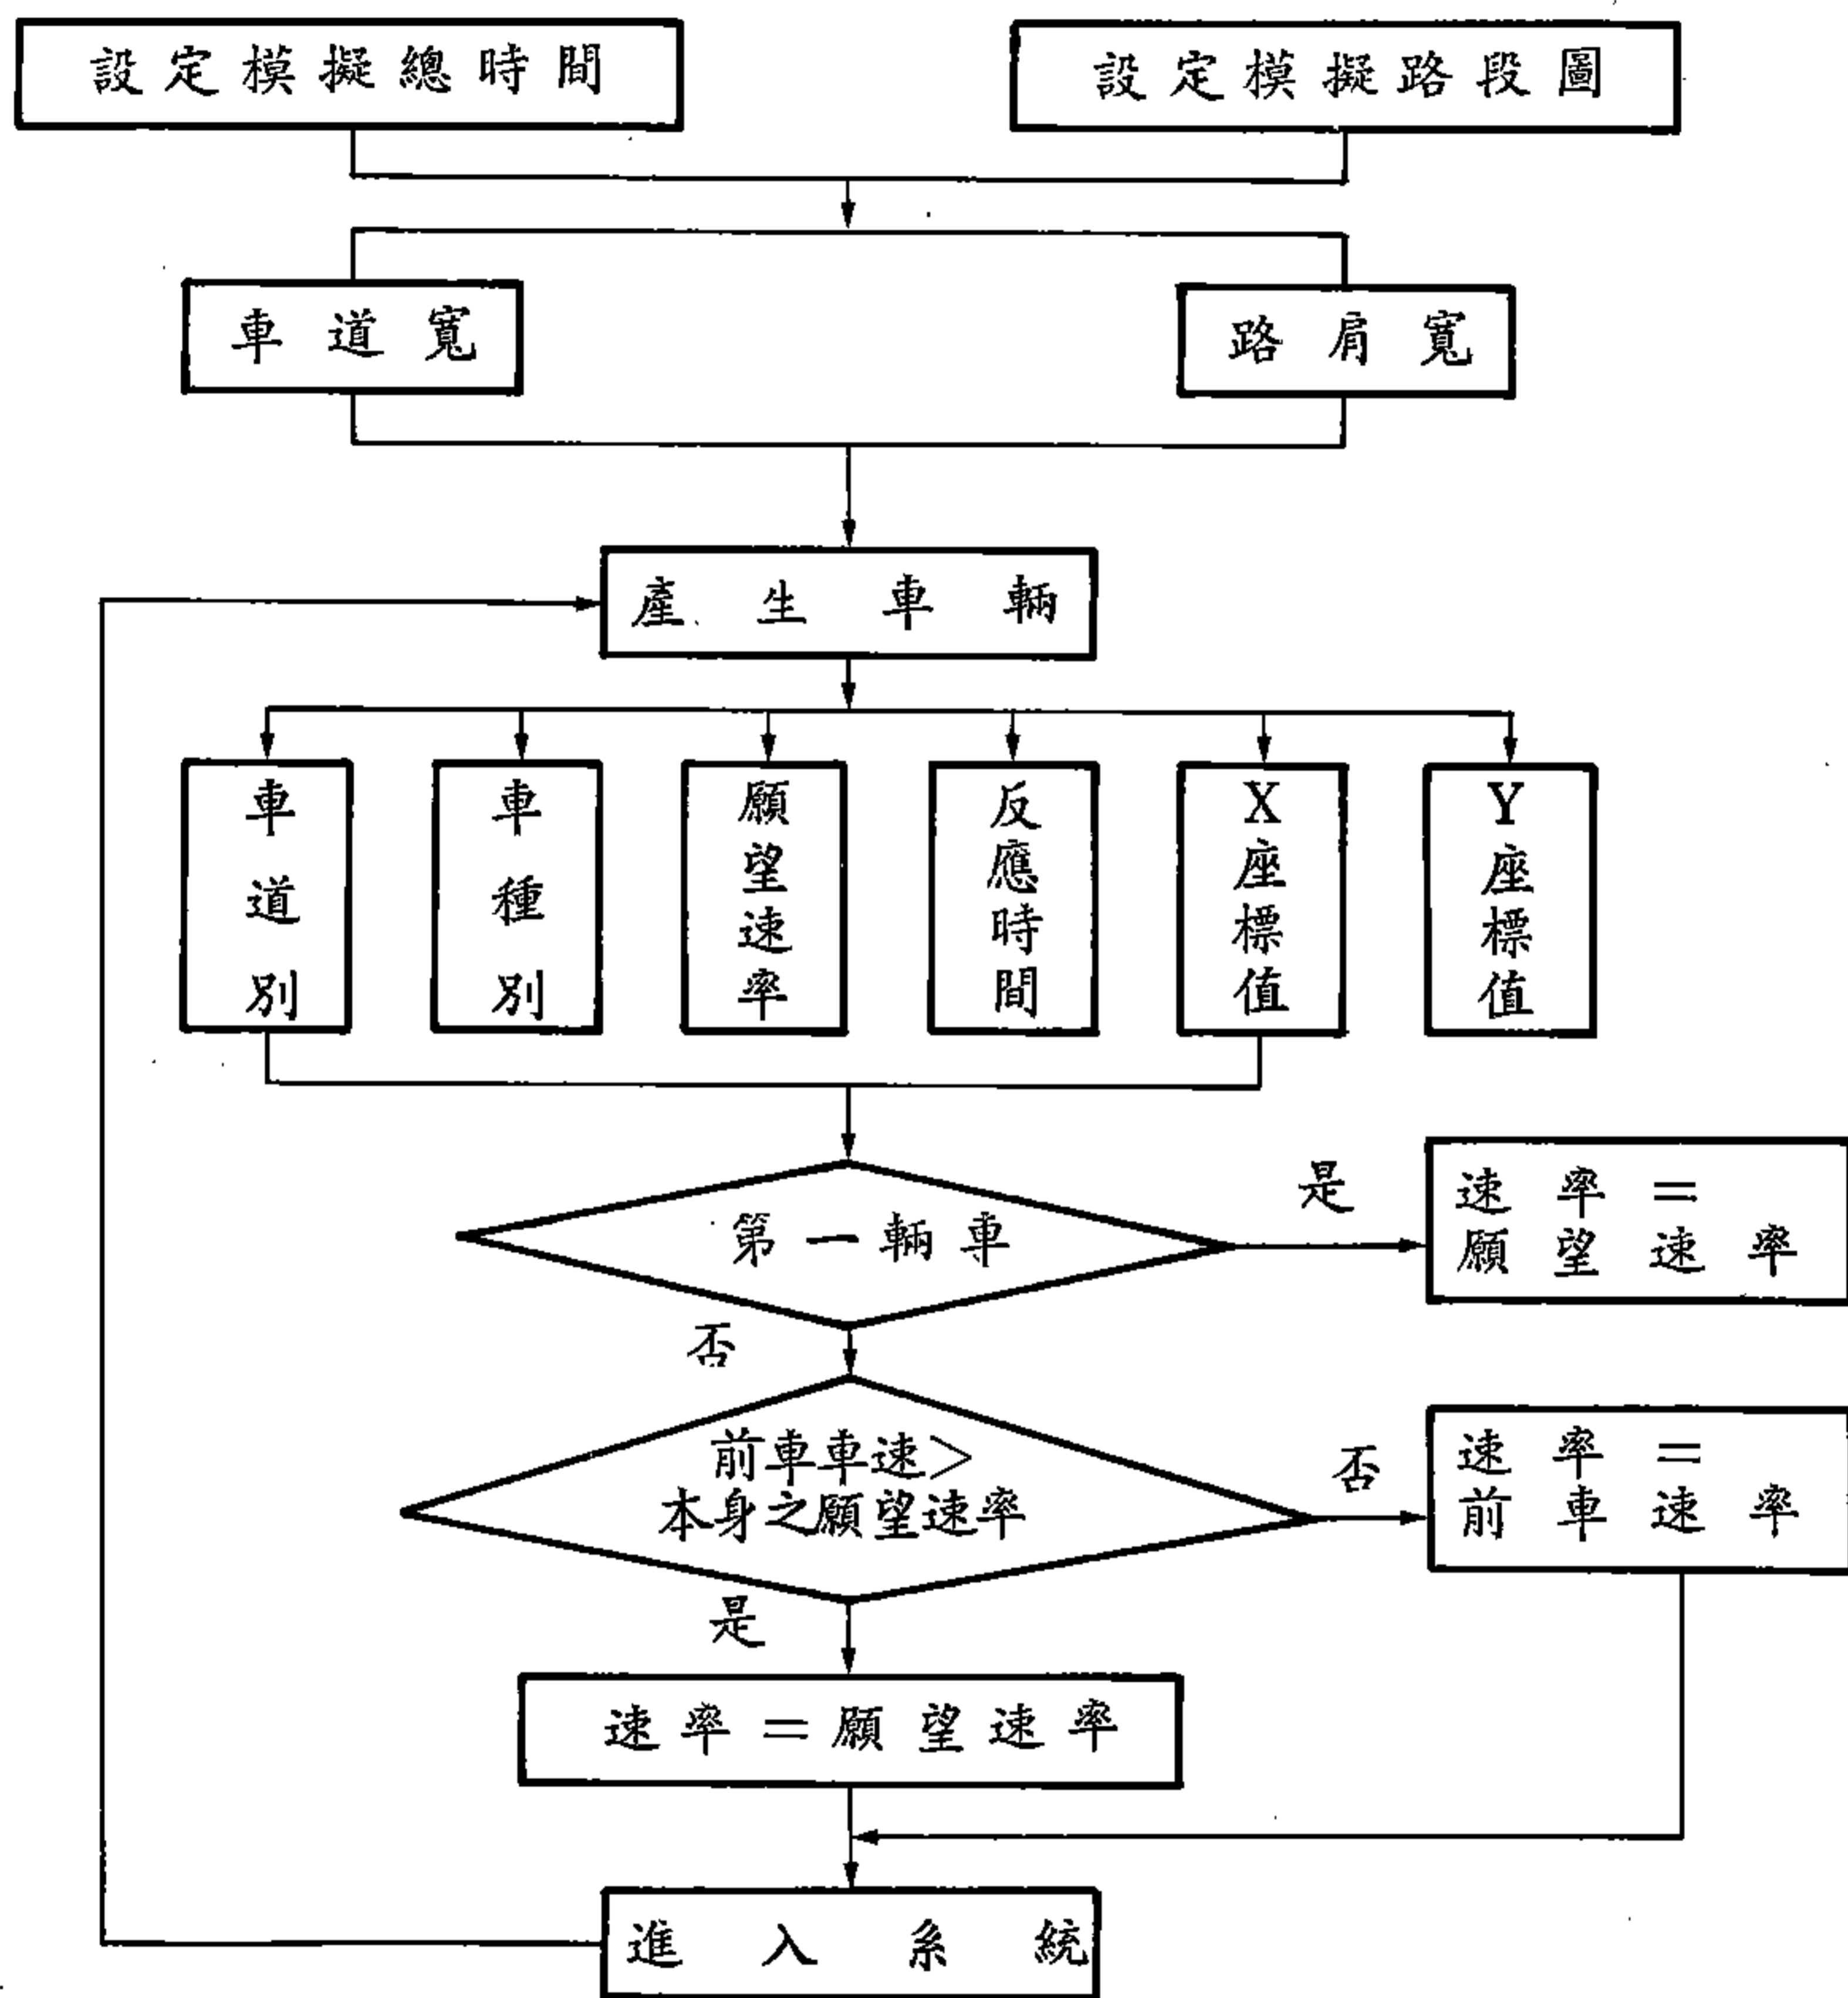 設定模擬總時間
設定模擬路段圖
車道寬
路肩寬
產生車輛
車道別
車種別
願望速率
反應時間
X座標值
Y座標值
第一輛車
是
速率=
願望速率
否
前車車速>
本身之願望速率
否
速率=
前車速率
是
速率=願望速率
進入系統